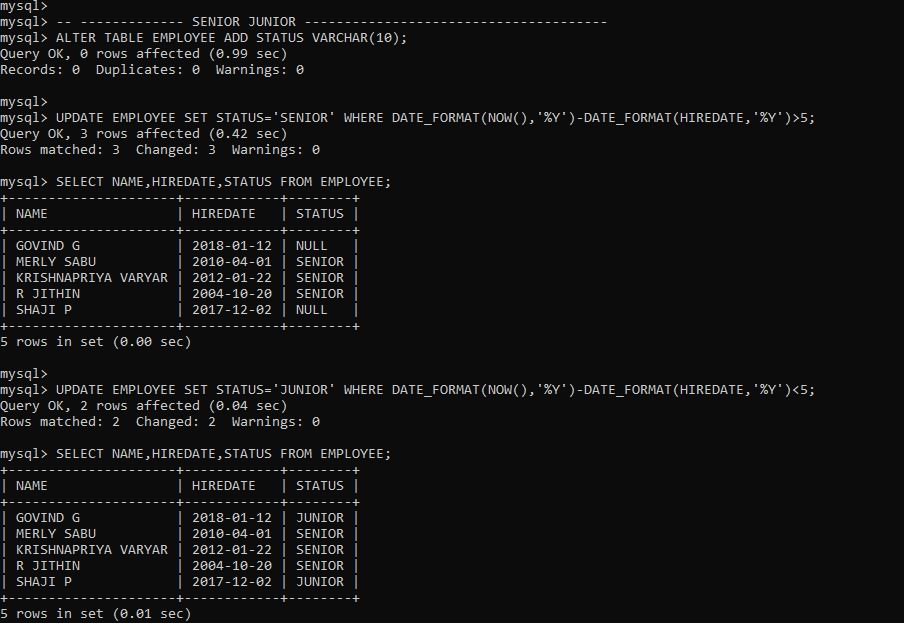 mysql>
mysql> -- ------------- SENIOR JUNIOR --------------------------------------
mysql> ALTER TABLE EMPLOYEE ADD STATUS VARCHAR(10);
Query OK, 0 rows affected (0.99 sec)
Records: 0  Duplicates: 0  Warnings: 0

mysql>
mysql> UPDATE EMPLOYEE SET STATUS='SENIOR' WHERE DATE_FORMAT(NOW(),'%Y')-DATE_FORMAT(HIREDATE,'%Y')>5;
Query OK, 3 rows affected (0.42 sec)
Rows matched: 3  Changed: 3  Warnings: 0

mysql> SELECT NAME,HIREDATE,STATUS FROM EMPLOYEE;
+---------------------+------------+--------+
| NAME                | HIREDATE   | STATUS |
+---------------------+------------+--------+
| GOVIND G            | 2018-01-12 | NULL   |
| MERLY SABU          | 2010-04-01 | SENIOR |
| KRISHNAPRIYA VARYAR | 2012-01-22 | SENIOR |
| R JITHIN            | 2004-10-20 | SENIOR |
| SHAJI P             | 2017-12-02 | NULL   |
+---------------------+------------+--------+
5 rows in set (0.00 sec)

mysql>
mysql> UPDATE EMPLOYEE SET STATUS='JUNIOR' WHERE DATE_FORMAT(NOW(),'%Y')-DATE_FORMAT(HIREDATE,'%Y')<5;
Query OK, 2 rows affected (0.04 sec)
Rows matched: 2  Changed: 2  Warnings: 0

mysql> SELECT NAME,HIREDATE,STATUS FROM EMPLOYEE;
+---------------------+------------+--------+
| NAME                | HIREDATE   | STATUS |
+---------------------+------------+--------+
| GOVIND G            | 2018-01-12 | JUNIOR |
| MERLY SABU          | 2010-04-01 | SENIOR |
| KRISHNAPRIYA VARYAR | 2012-01-22 | SENIOR |
| R JITHIN            | 2004-10-20 | SENIOR |
| SHAJI P             | 2017-12-02 | JUNIOR |
+---------------------+------------+--------+
5 rows in set (0.01 sec)